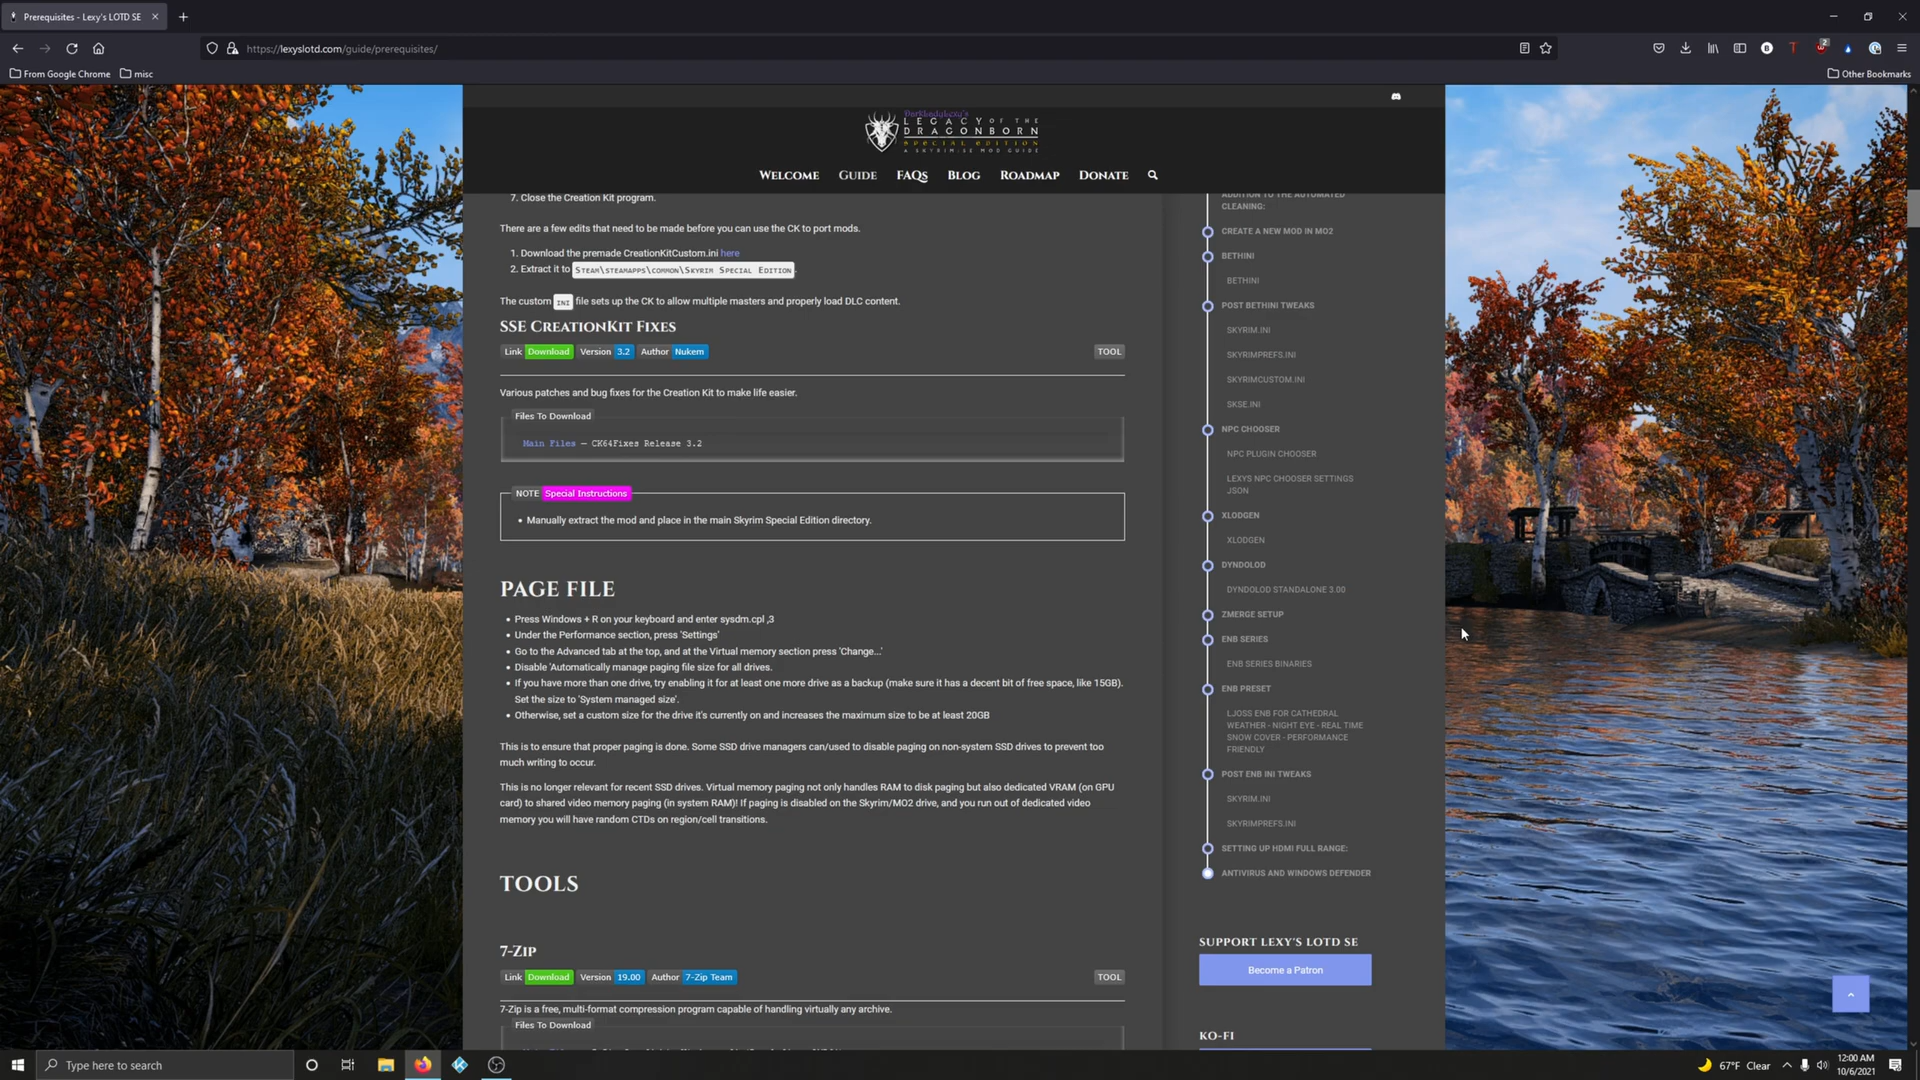 Prerequisites - Lexy's LOTD SE
https://lexyslotd.com/guide/prerequisites/
2
From Google Chrome
misc
Other Bookmarks
DarkLadyLexy's
LEGACY OF THE
DRAGONBORN
SPECIAL EDITION
A SKYRIM:SE MOD GUIDE
WELCOME GUIDE FAQS BLOG ROADMAP DONATE
7. Close the Creation Kit program.
There are a few edits that need to be made before you can use the CK to port mods.
1. Download the premade CreationKitCustom.ini here
2. Extract it to STEAM\STEAMAPPS\COMMON\SKYRIM SPECIAL EDITION.
The custom INI file sets up the CK to allow multiple masters and properly load DLC content.
SSE CREATIONKIT FIXES
Link Download Version 3.2 Author Nukem TOOL
Various patches and bug fixes for the Creation Kit to make life easier.
Files To Download
Main Files – CK64Fixes Release 3.2
NOTE Special Instructions
• Manually extract the mod and place in the main Skyrim Special Edition directory.
PAGE FILE
• Press Windows + R on your keyboard and enter sysdm.cpl ,3
• Under the Performance section, press 'Settings'
• Go to the Advanced tab at the top, and at the Virtual memory section press 'Change...'
• Disable 'Automatically manage paging file size for all drives.
• If you have more than one drive, try enabling it for at least one more drive as a backup (make sure it has a decent bit of free space, like 15GB).
Set the size to 'System managed size'.
• Otherwise, set a custom size for the drive it's currently on and increases the maximum size to be at least 20GB
This is to ensure that proper paging is done. Some SSD drive managers can/used to disable paging on non-system SSD drives to prevent too
much writing to occur.
This is no longer relevant for recent SSD drives. Virtual memory paging not only handles RAM to disk paging but also dedicated VRAM (on GPU
card) to shared video memory paging (in system RAM)! If paging is disabled on the Skyrim/MO2 drive, and you run out of dedicated video
memory you will have random CTDs on region/cell transitions.
TOOLS
7-ZIP
Link Download Version 19.00 Author 7-Zip Team TOOL
7-Zip is a free, multi-format compression program capable of handling virtually any archive.
Files To Download
ADDITION TO THE AUTOMATED
CLEANING:
CREATE A NEW MOD IN MO2
BETHINI
BETHINI
POST BETHINI TWEAKS
SKYRIM.INI
SKYRIMPREFS.INI
SKYRIMCUSTOM.INI
SKSE.INI
NPC CHOOSER
NPC PLUGIN CHOOSER
LEXYS NPC CHOOSER SETTINGS
JSON
XLODGEN
XLODGEN
DYNDOLOD
DYNDOLOD STANDALONE 3.00
ZMERGE SETUP
ENB SERIES
ENB SERIES BINARIES
ENB PRESET
LJOSS ENB FOR CATHEDRAL
WEATHER - NIGHT EYE - REAL TIME
SNOW COVER - PERFORMANCE
FRIENDLY
POST ENB INI TWEAKS
SKYRIM.INI
SKYRIMPREFS.INI
SETTING UP HDMI FULL RANGE:
ANTIVIRUS AND WINDOWS DEFENDER
SUPPORT LEXY'S LOTD SE
Become a Patron
KO-FI
Type here to search
67°F Clear
12:00 AM
10/6/2021